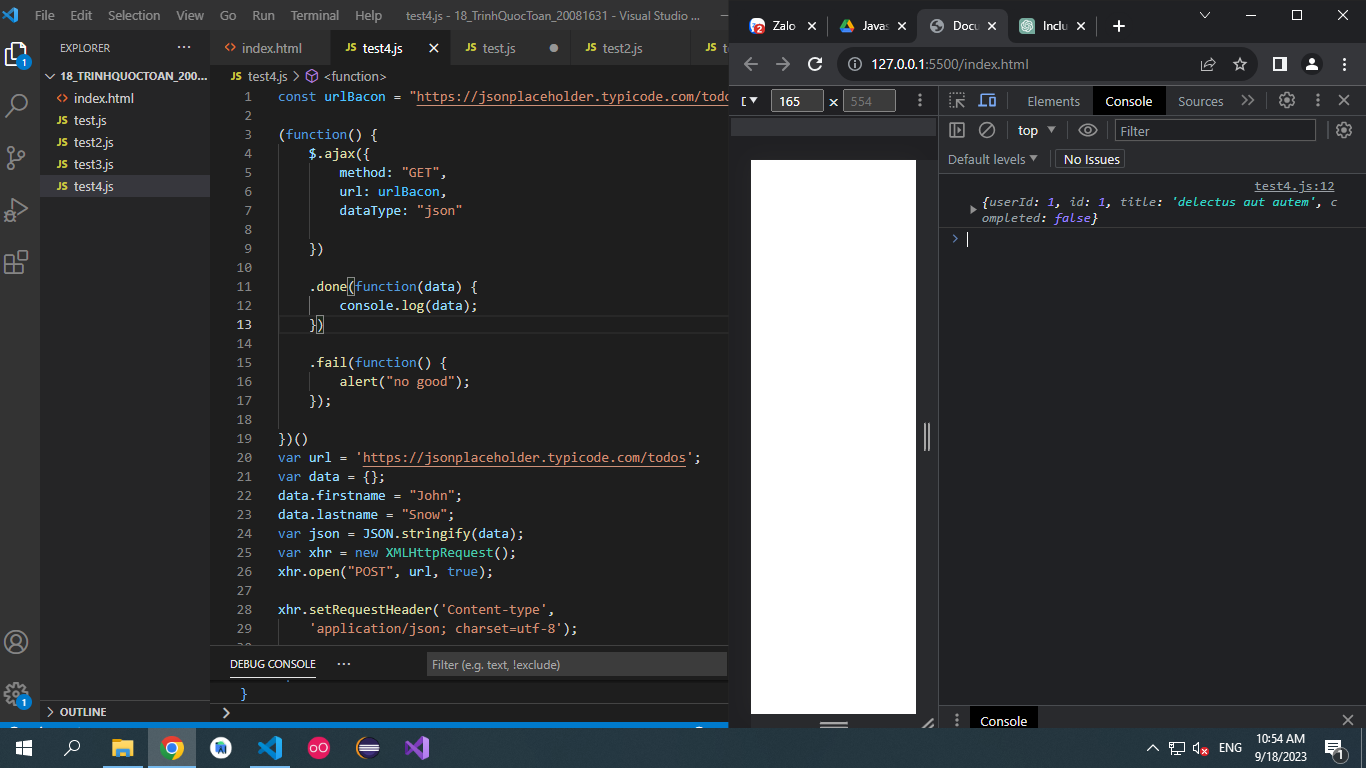 File Edit Selection View Go Run Terminal Help test4.js - 18_TrinhQuocToan_20081631 - Visual Studio ...
EXPLORER
18_TRINHQUOCTOAN_200...
index.html
JS test.js
JS test2.js
JS test3.js
JS test4.js
OUTLINE
1
1
index.html
JS test4.js
JS test.js
JS test2.js
JS
JS test4.js > <function>
1 const urlBacon = "https://jsonplaceholder.typicode.com/todo
2
3 (function() {
4 $.ajax({
5 method: "GET",
6 url: urlBacon,
7 dataType: "json"
8
9 })
10
11 .done(function(data) {
12 console.log(data);
13 })
14
15 .fail(function() {
16 alert("no good");
17 });
18
19 })()
20 var url = 'https://jsonplaceholder.typicode.com/todos';
21 var data = {};
22 data.firstname = "John";
23 data.lastname = "Snow";
24 var json = JSON.stringify(data);
25 var xhr = new XMLHttpRequest();
26 xhr.open("POST", url, true);
27
28 xhr.setRequestHeader('Content-type',
29 'application/json; charset=utf-8');
DEBUG CONSOLE
Filter (e.g. text, !exclude)
}
2 Zalo
Javas
Docu
Inclu
127.0.0.1:5500/index.html
165 x 554
Elements Console Sources
top Filter
Default levels No Issues
test4.js:12
{userId: 1, id: 1, title: 'delectus aut autem', c
ompleted: false}
Console
ENG
10:54 AM
9/18/2023
1